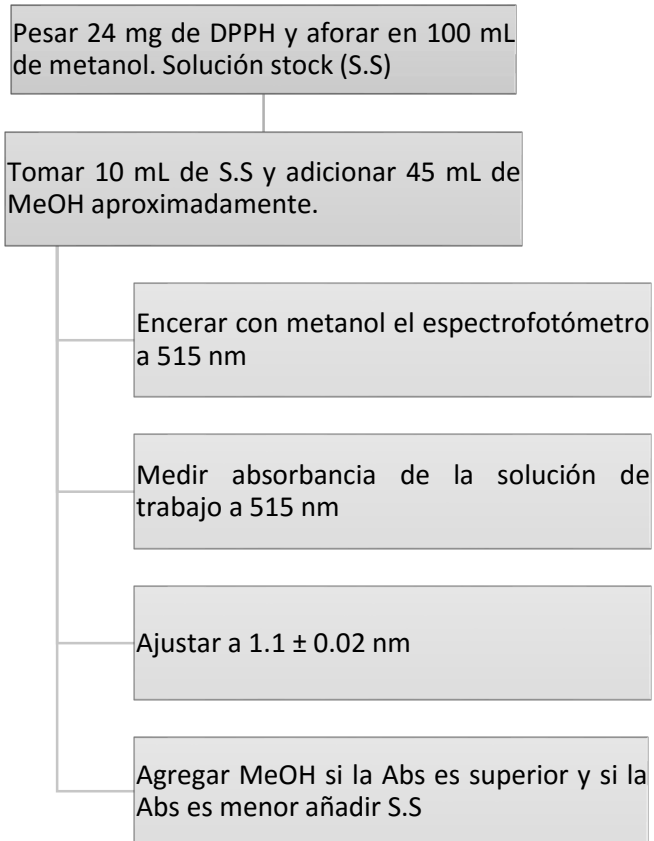 Pesar 24 mg de DPPH y aforar en 100 mL
de metanol. Solución stock (S.S)
Tomar 10 mL de S.S y adicionar 45 mL de
MeOH aproximadamente.
Encerar con metanol el espectrofotómetro
a 515 nm
Medir absorbancia de la solución de
trabajo a 515 nm
Ajustar a 1.1 ± 0.02 nm
Agregar MeOH si la Abs es superior y si la
Abs es menor añadir S.S